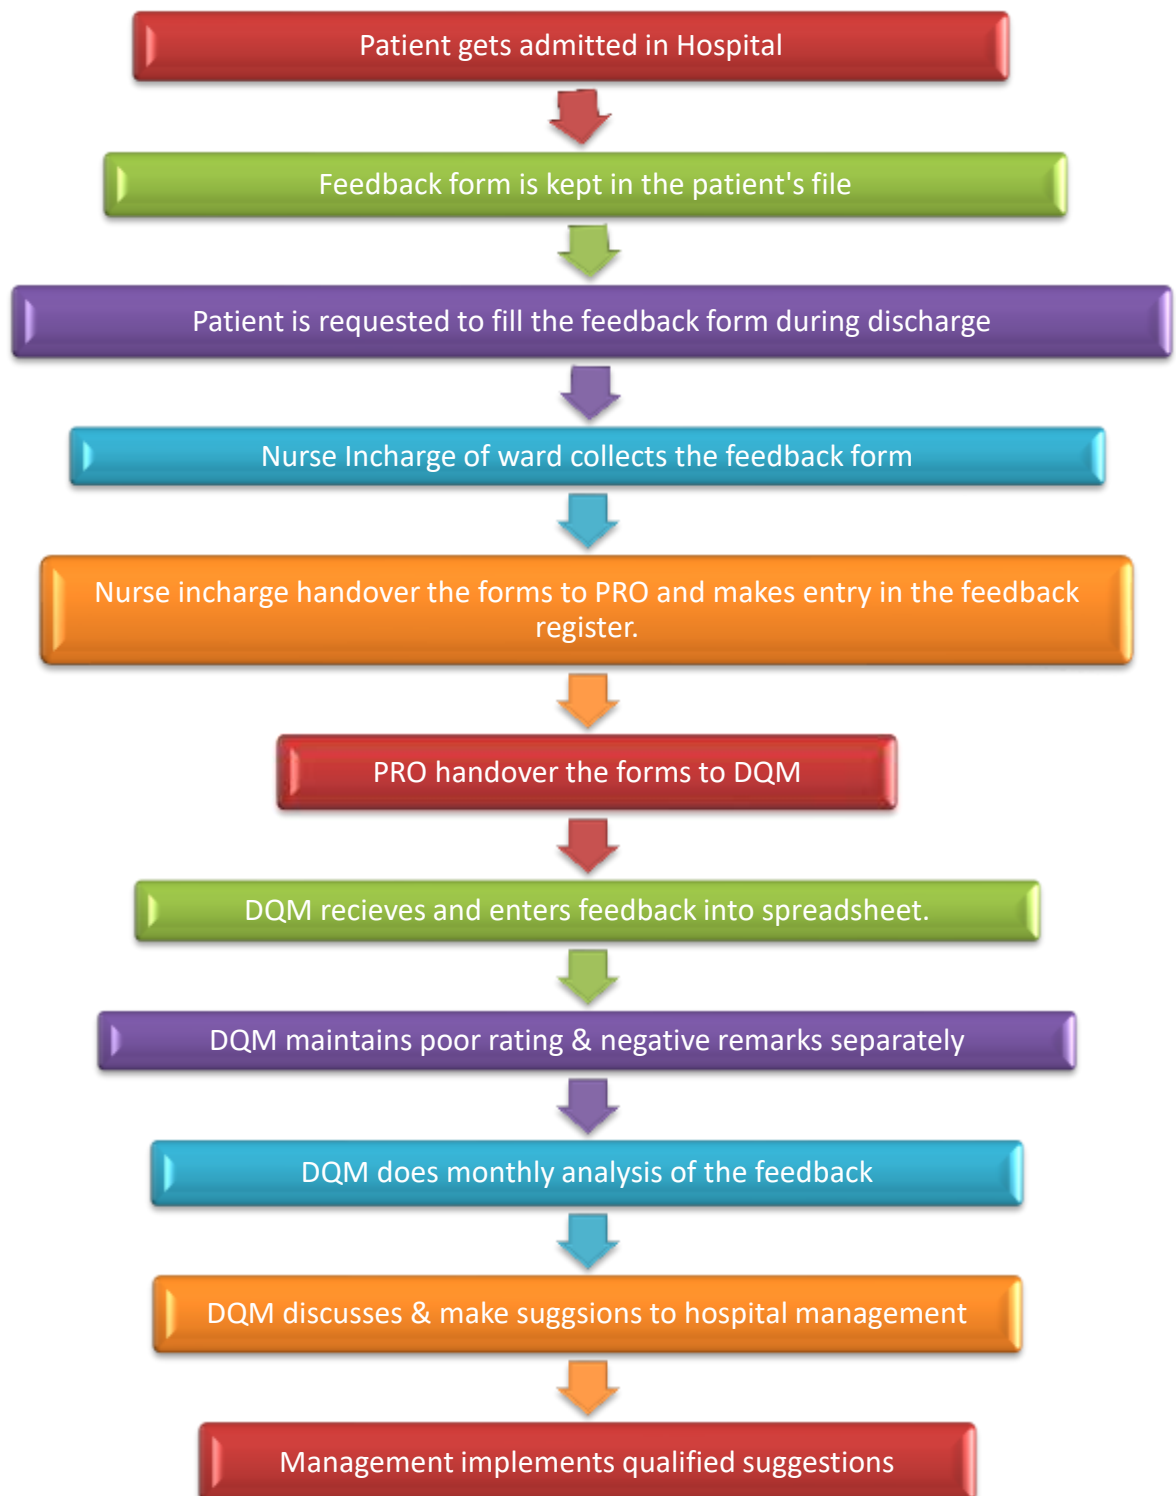 Patient gets admitted in Hospital
Feedback form is kept in the patient's file
Patient is requested to fill the feedback form during discharge
Nurse Incharge of ward collects the feedback form
Nurse incharge handover the forms to PRO and makes entry in the feedback
register.
PRO handover the forms to DQM
DQM recieves and enters feedback into spreadsheet.
DQM maintains poor rating & negative remarks separately
DQM does monthly analysis of the feedback
DQM discusses & make suggsions to hospital management
Management implements qualified suggestions